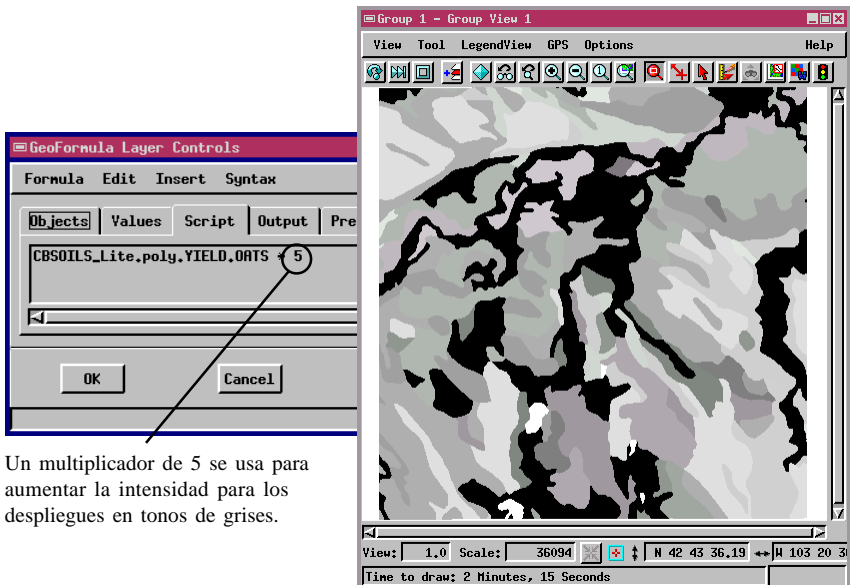 Group 1 - Group View 1
View Tool LegendView GPS Options Help
GeoFormula Layer Controls
Formula Edit Insert Syntax
Objects Values Script Output Pre
CBSOILS_Lite.poly.YIELD.OATS * 5
OK Cancel
Un multiplicador de 5 se usa para
aumentar la intensidad para los
despliegues en tonos de grises.
View: 1.0 Scale: 36094 N 42 43 36.19 W 103 20 3
Time to draw: 2 Minutes, 15 Seconds